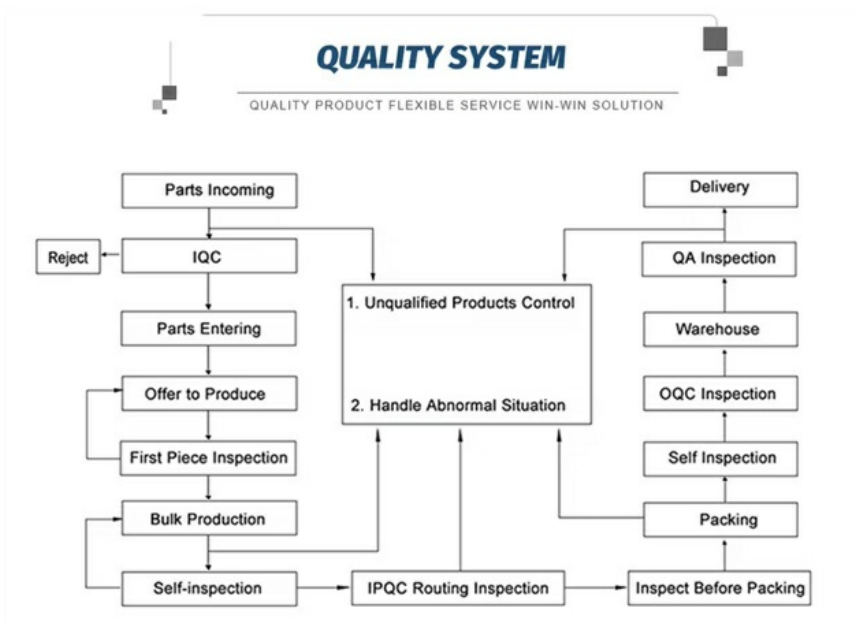 QUALITY SYSTEM
QUALITY PRODUCT FLEXIBLE SERVICE WIN-WIN SOLUTION
Parts Incoming
Reject
IQC
Parts Entering
Offer to Produce
First Piece Inspection
Bulk Production
Self-inspection
1. Unqualified Products Control
2. Handle Abnormal Situation
IPQC Routing Inspection
Inspect Before Packing
Packing
Self Inspection
OQC Inspection
Warehouse
QA Inspection
Delivery